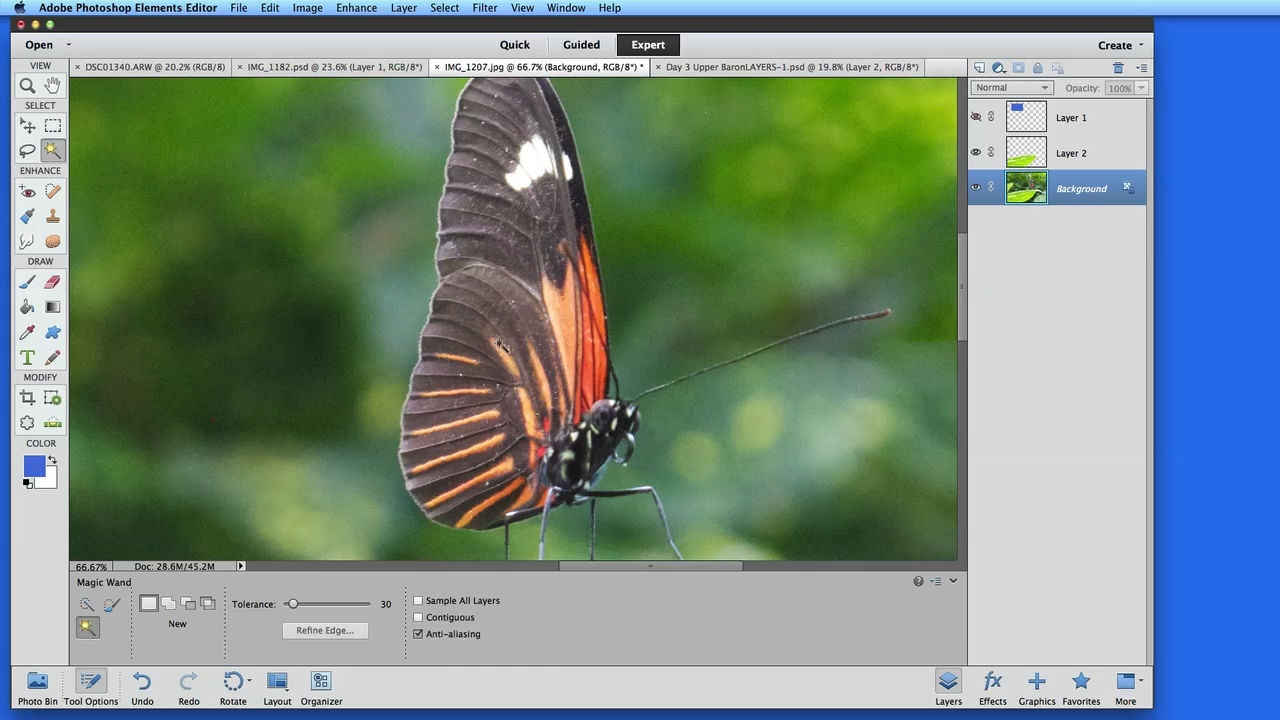 Adobe Photoshop Elements Editor File Edit Image Enhance Layer Select Filter View Window Help
Open Quick Guided Expert Create
VIEW × DSC01340.ARW @ 20.2% (RGB/8) × IMG_1182.psd @ 23.6% (Layer 1, RGB/8*) × IMG_1207.jpg @ 66.7% (Background, RGB/8*) * × Day 3 Upper BaronLAYERS-1.psd @ 19.8% (Layer 2, RGB/8*)
Normal Opacity: 100%
SELECT
Layer 1
Layer 2
ENHANCE
Background
DRAW
T
MODIFY
COLOR
66.67% Doc: 28.6M/45.2M
Magic Wand
Tolerance: 30
New
Refine Edge...
Sample All Layers
Contiguous
Anti-aliasing
Photo Bin Tool Options Undo Redo Rotate Layout Organizer Layers fx Effects Graphics Favorites More